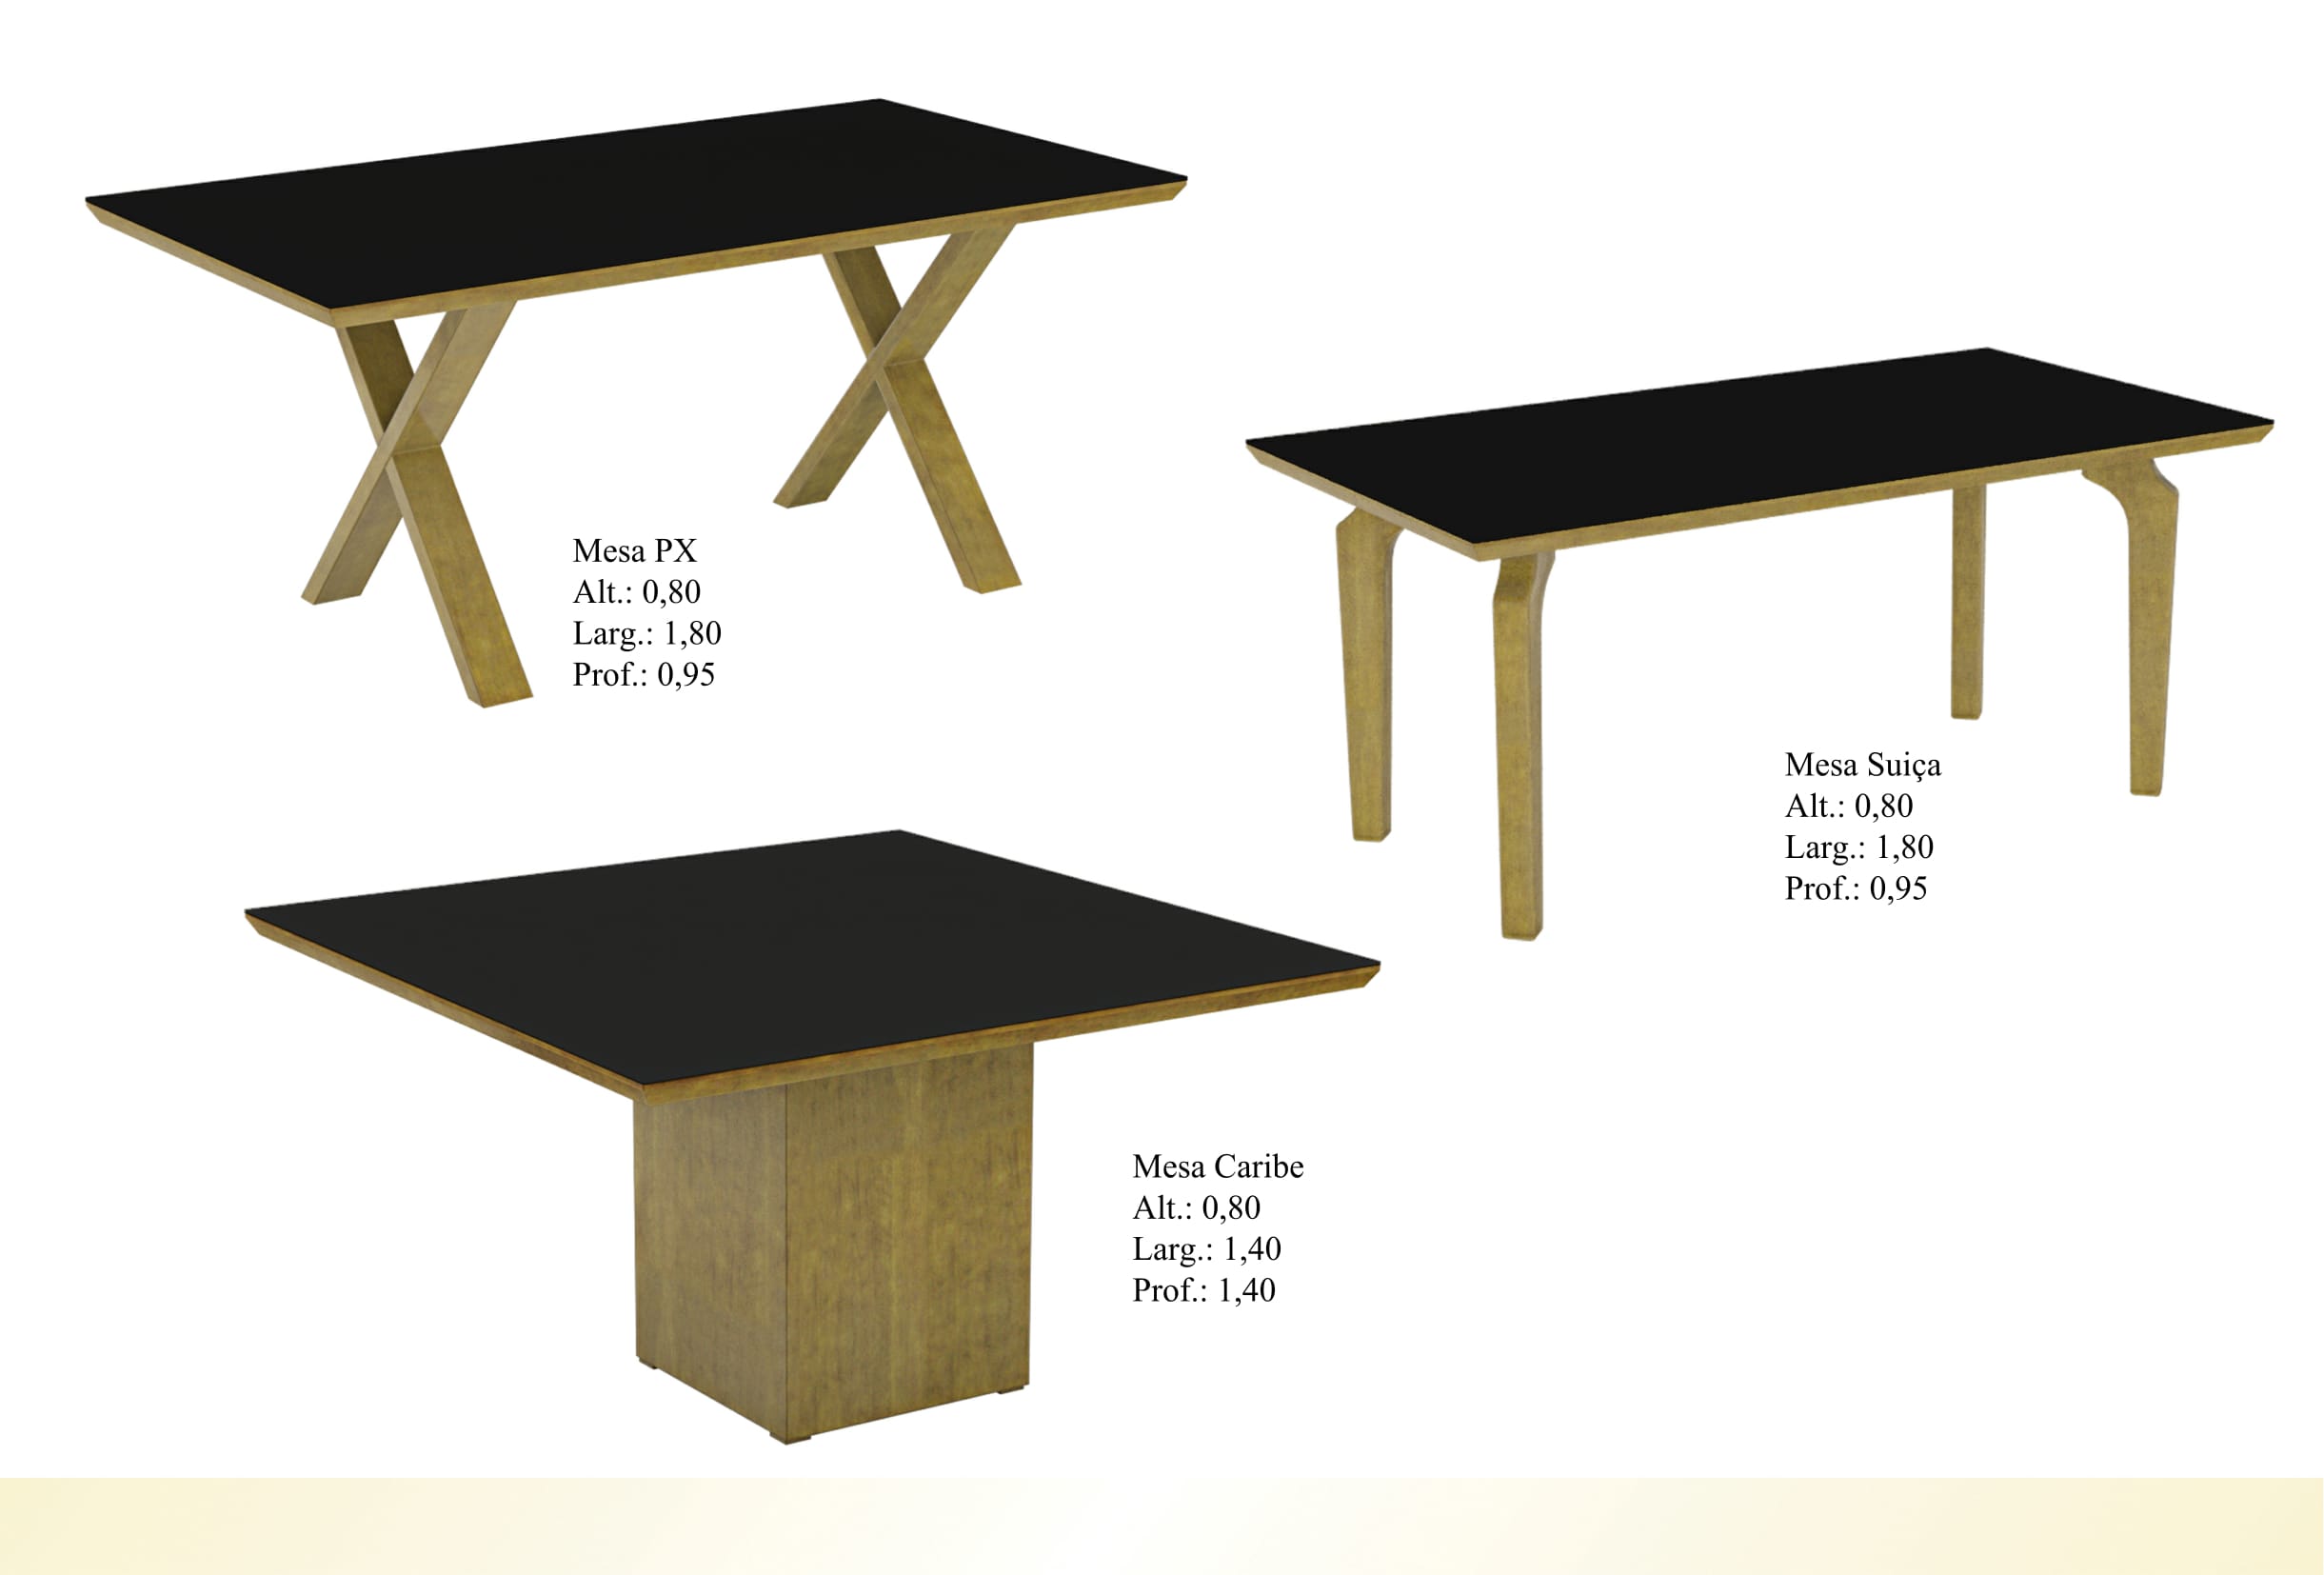 Mesa PX
Alt.: 0,80
Larg.: 1,80
Prof.: 0,95
Mesa Suiça
Alt.: 0,80
Larg.: 1,80
Prof.: 0,95
Mesa Caribe
Alt.: 0,80
Larg.: 1,40
Prof.: 1,40